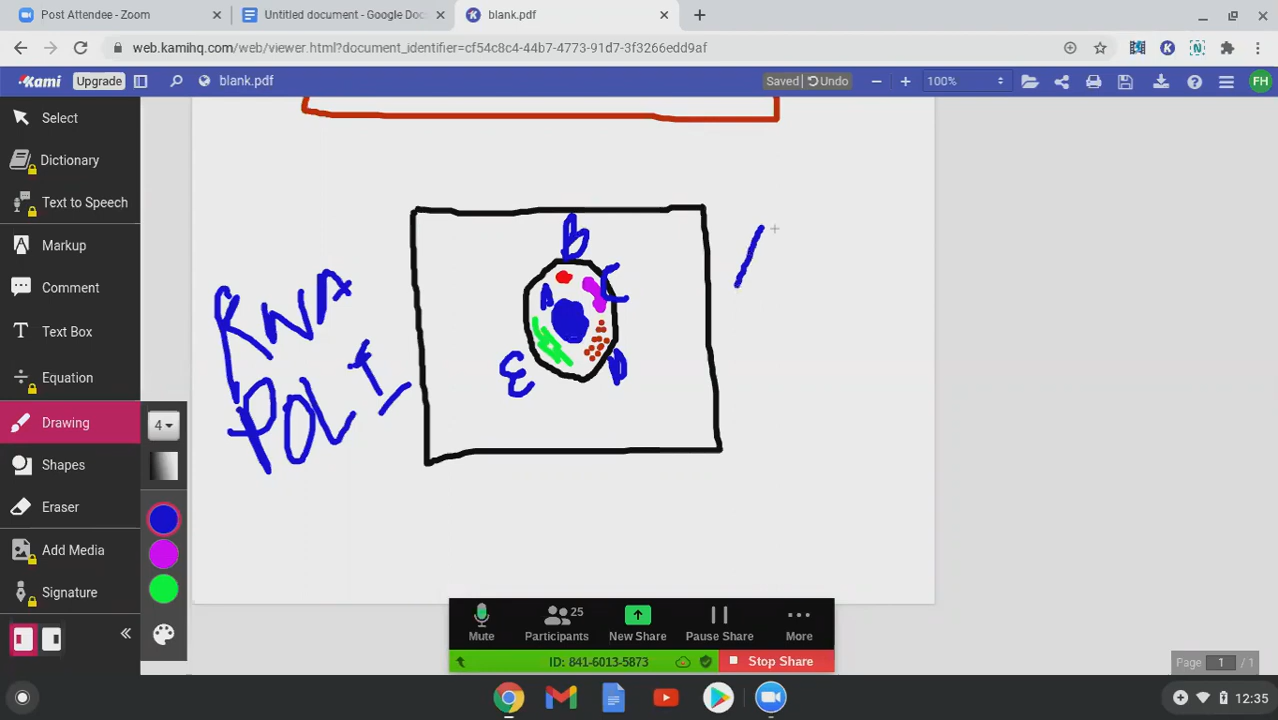 Post Attendee - Zoom
Untitled document - Google Doc
blank.pdf
web.kamihq.com/web/viewer.html?document_identifier=cf54c8c4-44b7-4773-91d7-3f3266edd9af
Kami
Upgrade
blank.pdf
Saved
Undo
100%
FH
Select
Dictionary
Text to Speech
Markup
Comment
Text Box
Equation
Drawing
4
Shapes
Eraser
Add Media
Signature
B
C
A
E
D
RNA
POL I
Mute
Participants
25
New Share
Pause Share
More
ID: 841-6013-5873
Stop Share
Page 1 / 1
12:35